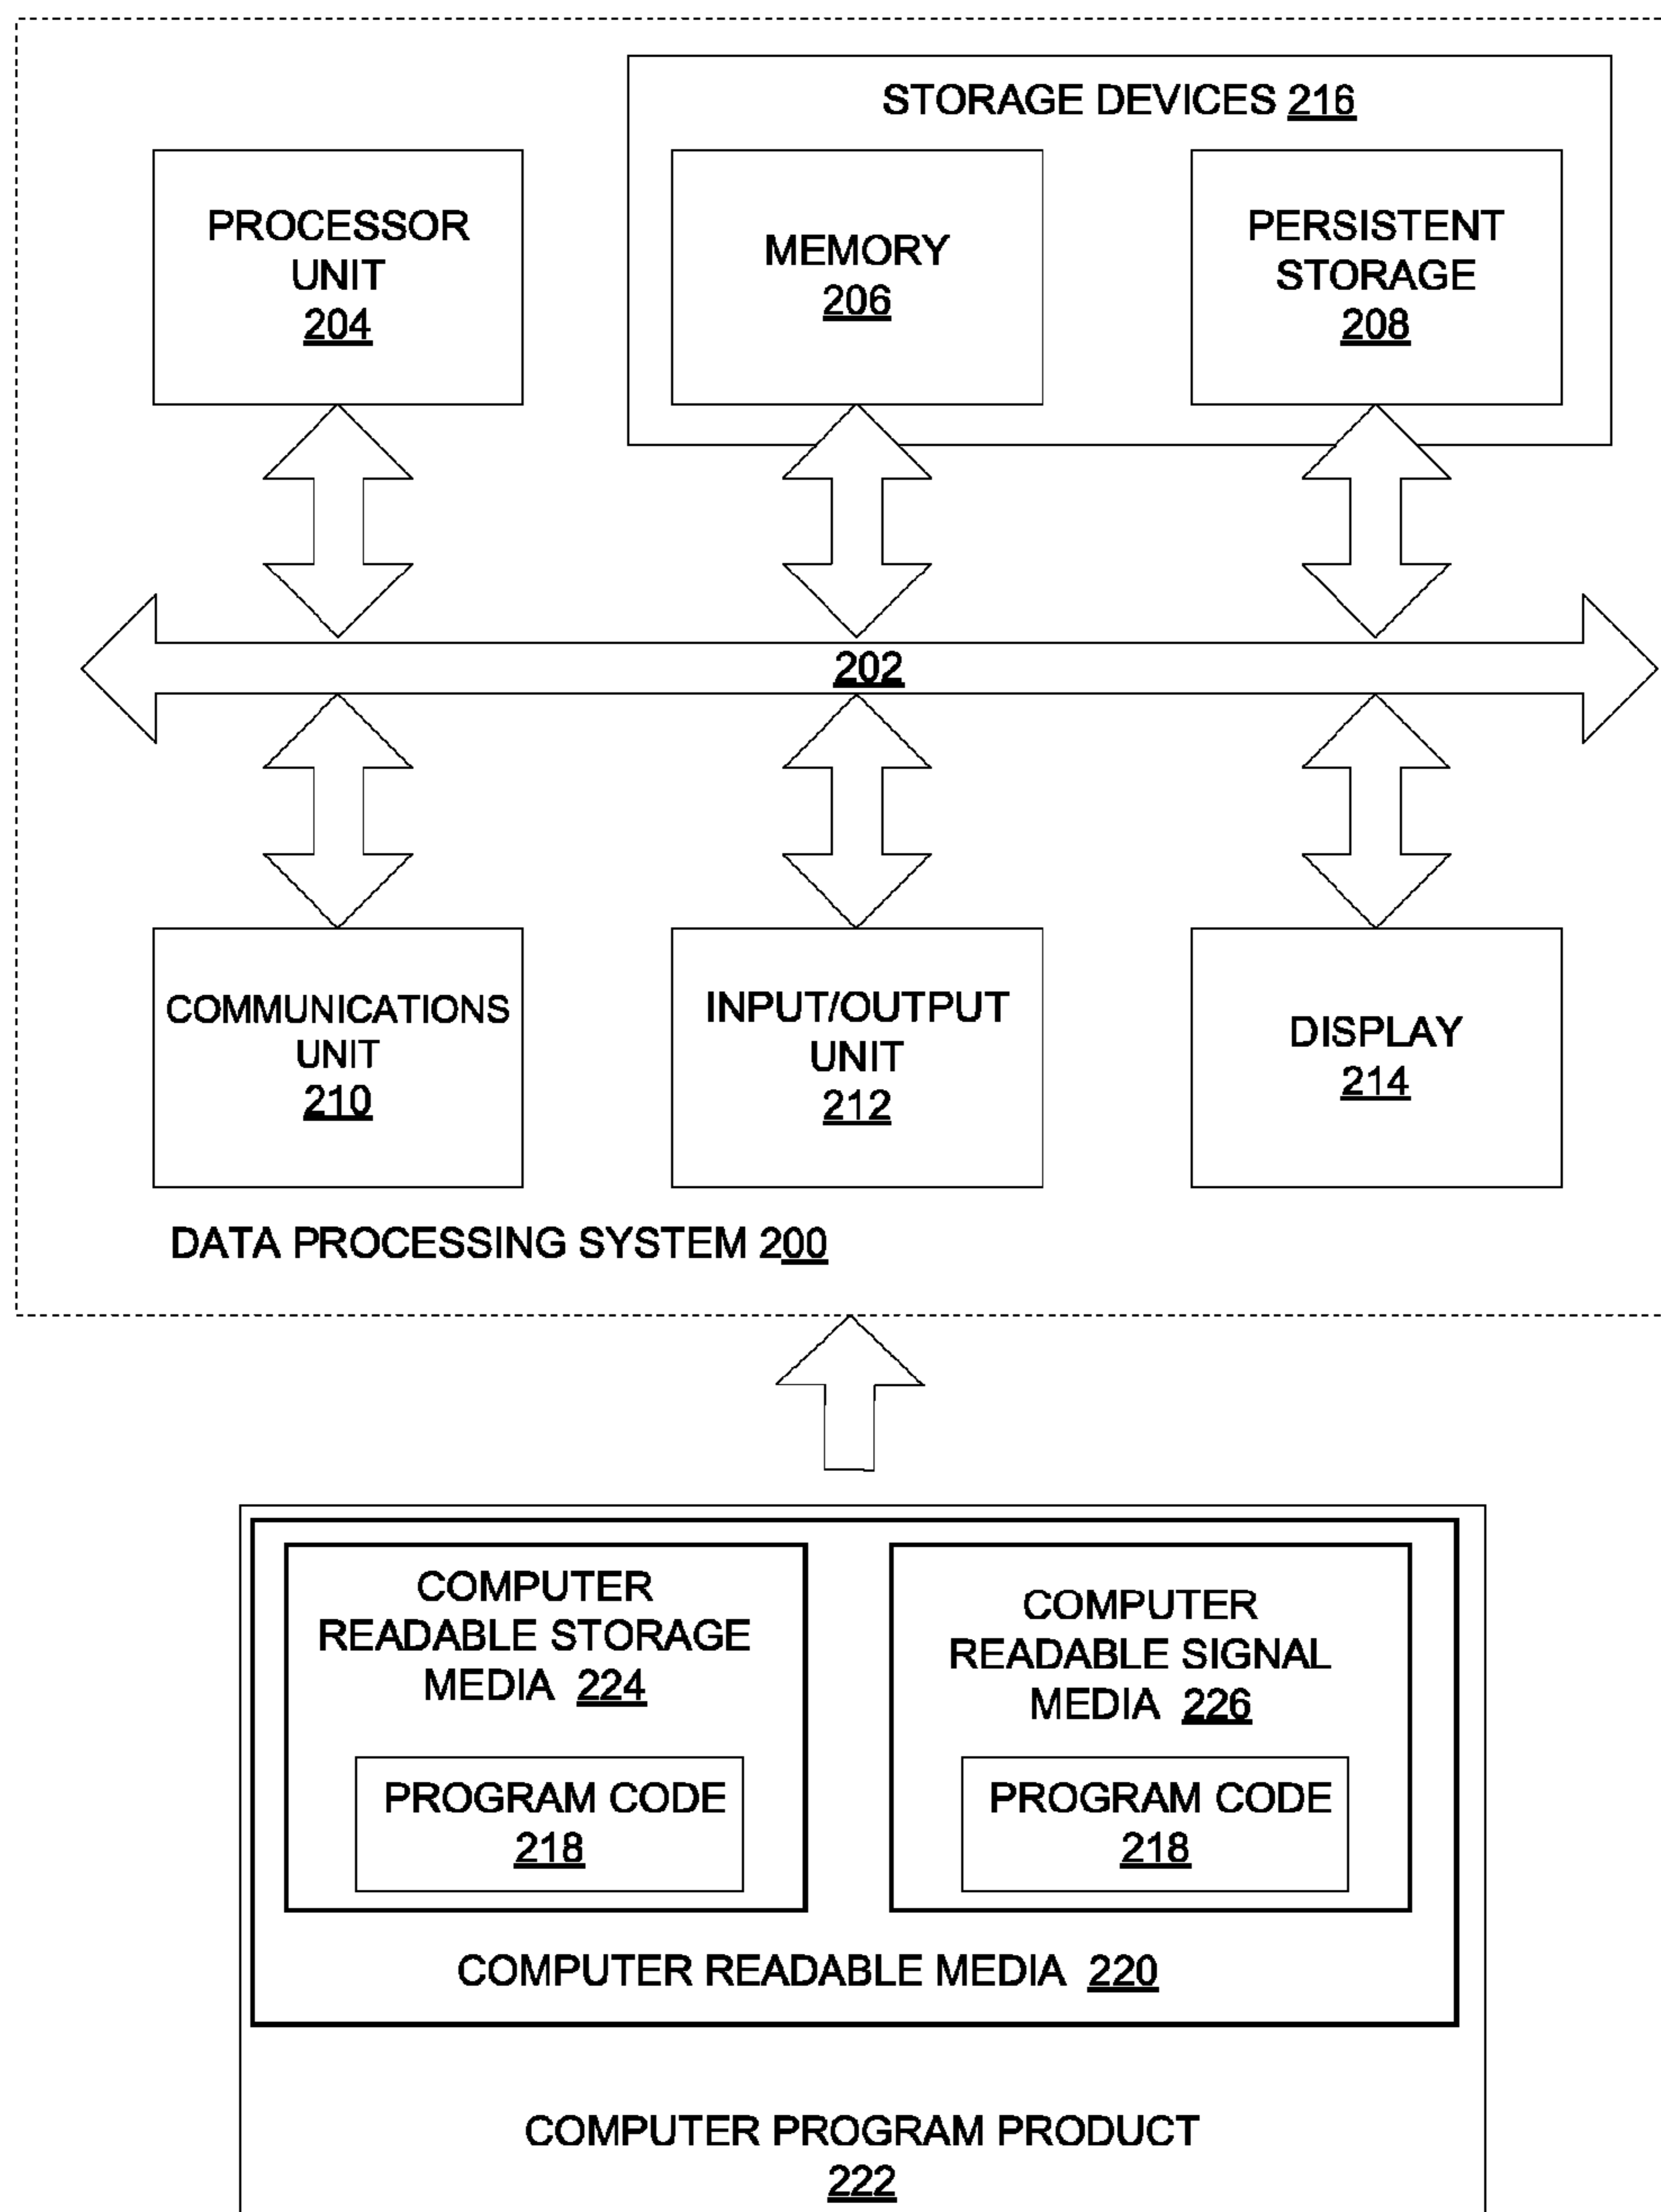 STORAGE DEVICES 216
PROCESSOR
UNIT
204
MEMORY
206
PERSISTENT
STORAGE
208
202
COMMUNICATIONS
UNIT
210
INPUT/OUTPUT
UNIT
212
DISPLAY
214
DATA PROCESSING SYSTEM 200
COMPUTER
READABLE STORAGE
MEDIA 224
PROGRAM CODE
218
COMPUTER
READABLE SIGNAL
MEDIA 226
PROGRAM CODE
218
COMPUTER READABLE MEDIA 220
COMPUTER PROGRAM PRODUCT
222